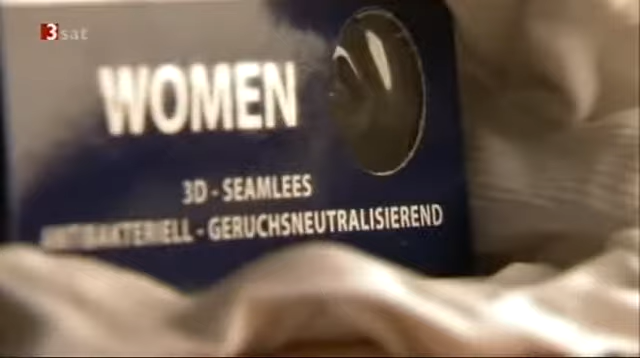 3sat
WOMEN
3D - SEAMLEES
ANTIBAKTERIELL - GERUCHSNEUTRALISIEREND